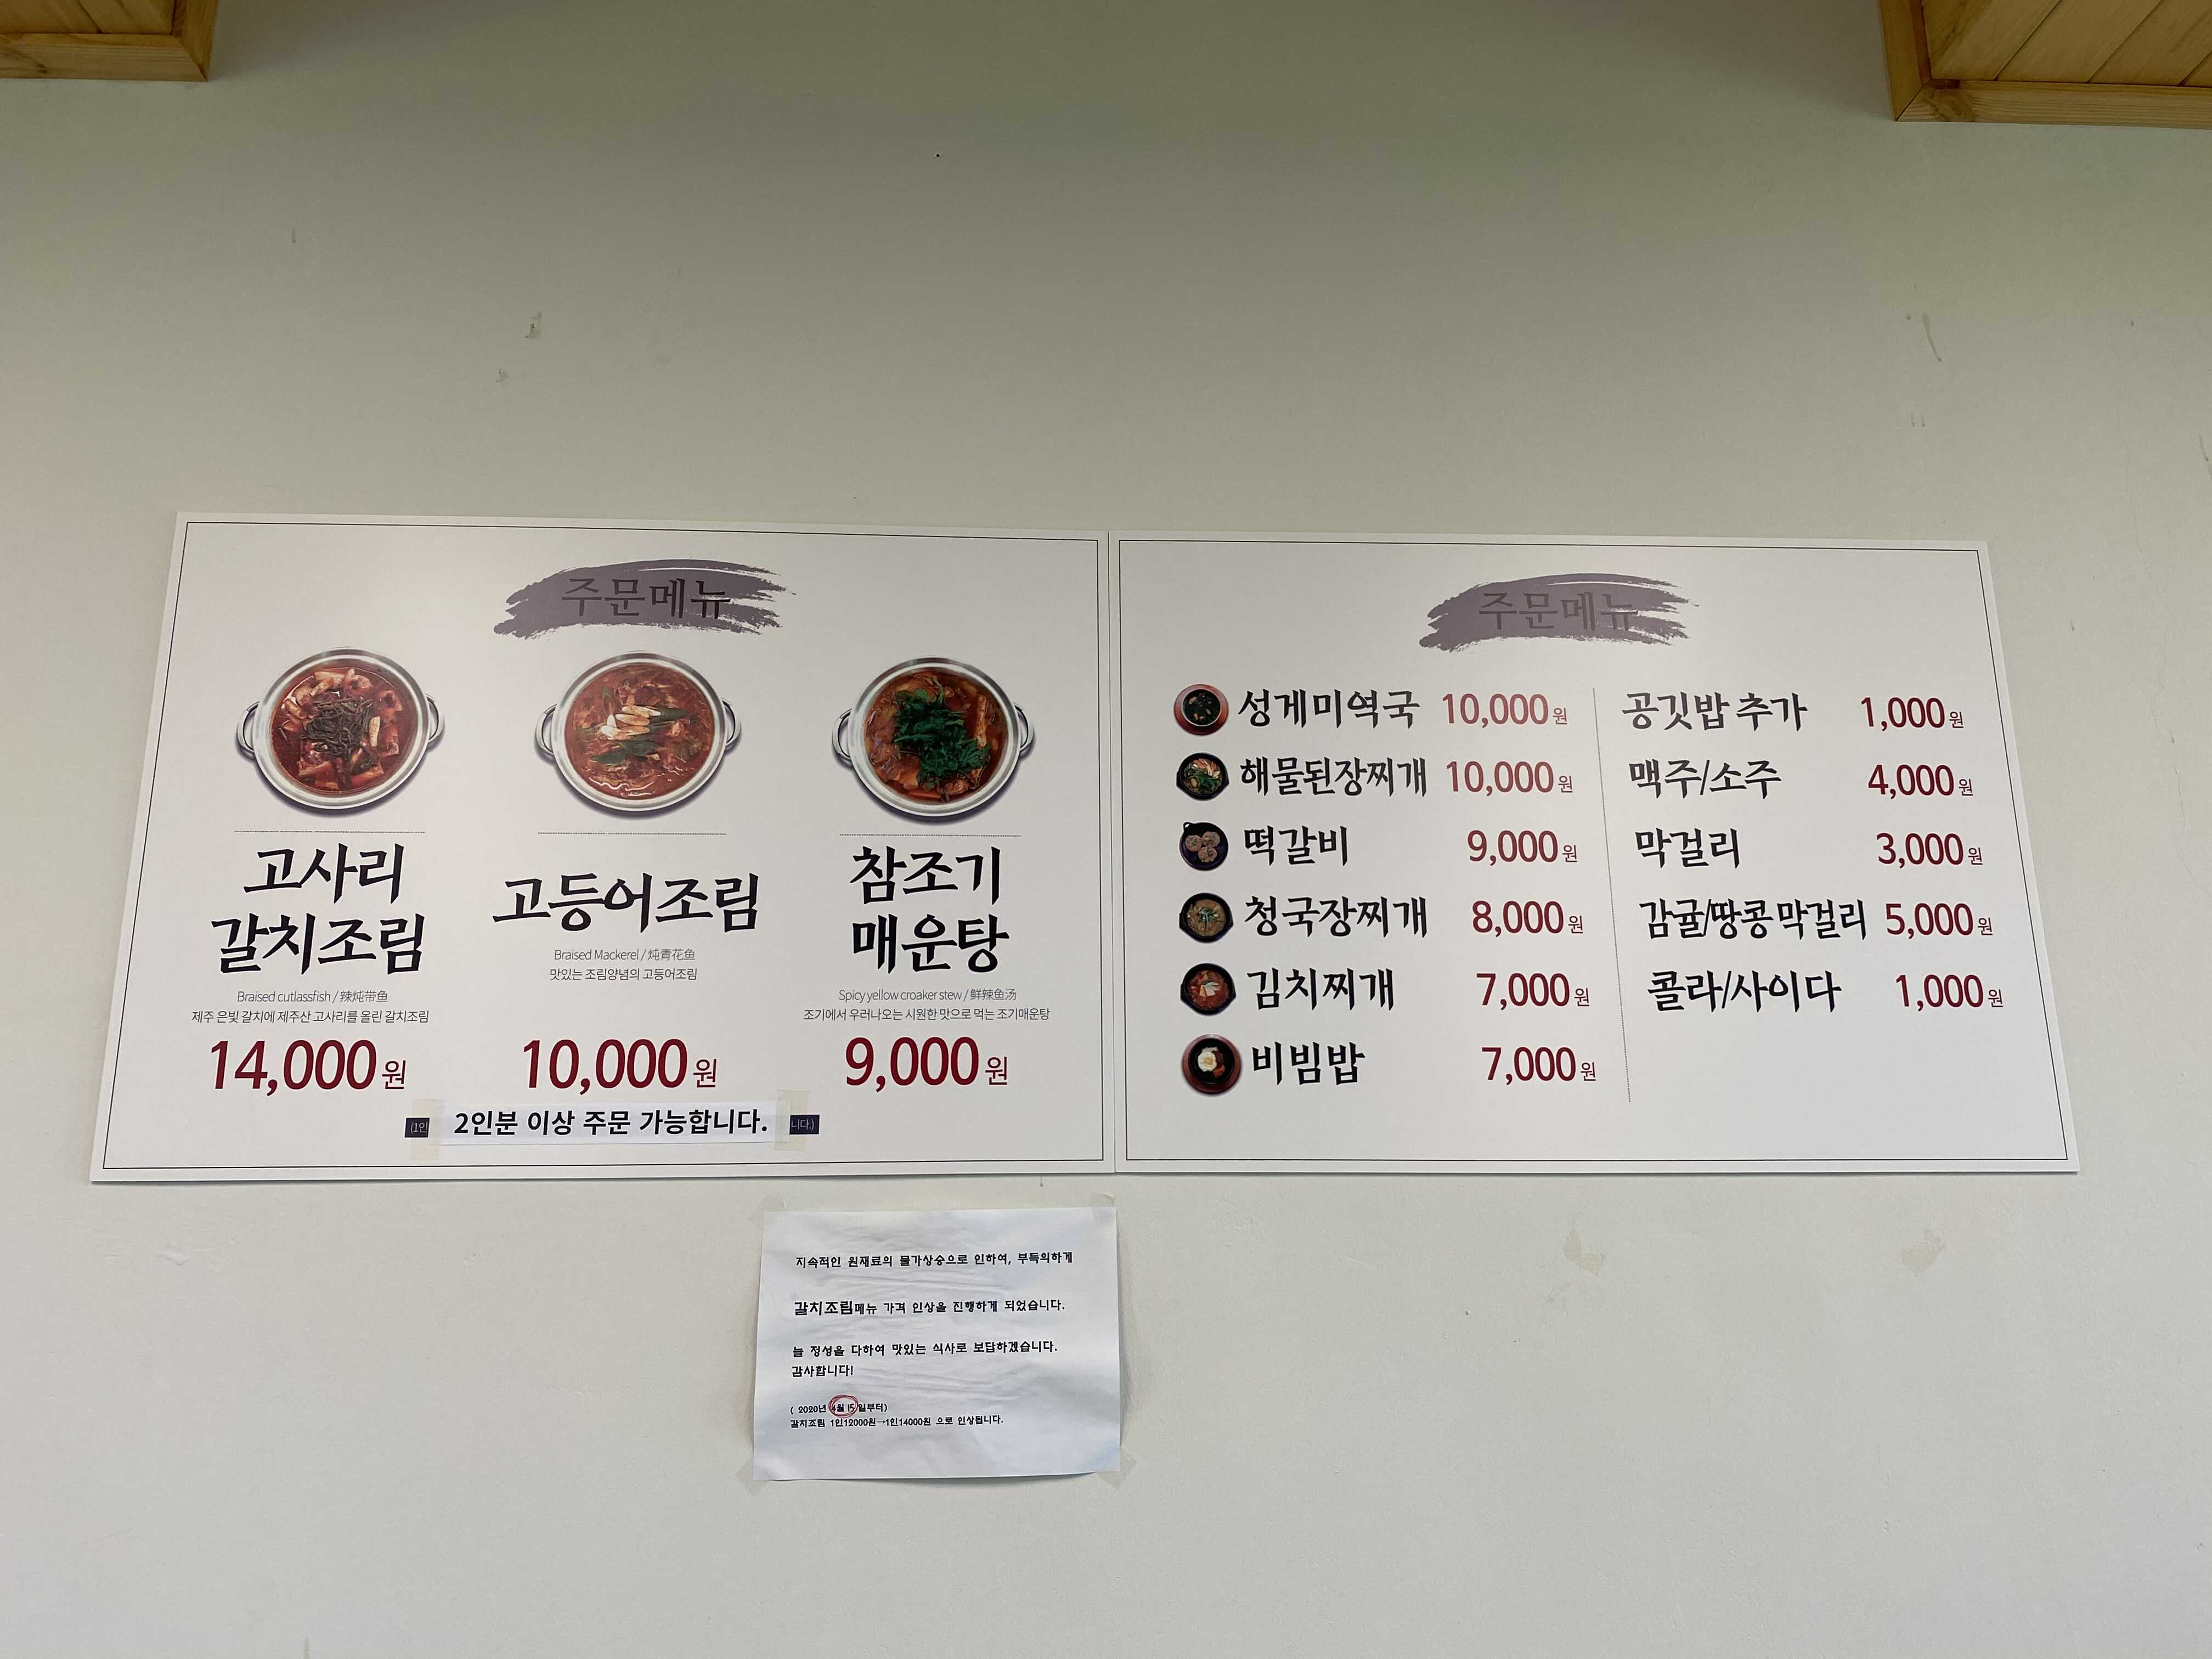 주문메뉴
고사리
갈치조림
Braised cutlassfish / 辣炖带鱼
제주 은빛 갈치에 제주산 고사리를 올린 갈치조림
14,000원
고등어조림
Braised Mackerel / 炖青花鱼
맛있는 조림양념의 고등어조림
10,000원
참조기
매운탕
Spicy yellow croaker stew / 鲜辣鱼汤
조기에서 우러나오는 시원한 맛으로 먹는 조기매운탕
9,000원
(1인 2인분 이상 주문 가능합니다. 니다.)
주문메뉴
성게미역국 10,000원
해물된장찌개 10,000원
떡갈비 9,000원
청국장찌개 8,000원
김치찌개 7,000원
비빔밥 7,000원
공깃밥 추가 1,000원
맥주/소주 4,000원
막걸리 3,000원
감귤/땅콩막걸리 5,000원
콜라/사이다 1,000원
지속적인 원재료의 물가상승으로 인하여, 부득의하게
갈치조림메뉴 가격 인상을 진행하게 되었습니다.
늘 정성을 다하여 맛있는 식사로 보답하겠습니다.
감사합니다!
( 2020년 4월 15일부터)
갈치조림 1인12000원→1인14000원 으로 인상됩니다.